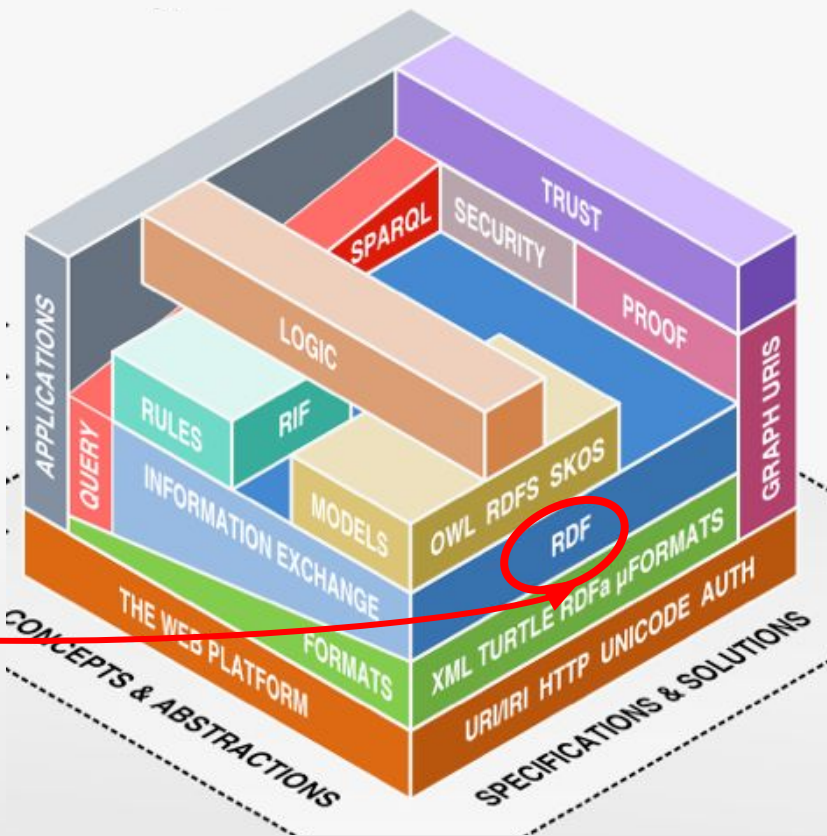 TRUST
SPARQL
SECURITY
PROOF
LOGIC
APPLICATIONS
RULES
RIF
GRAPH URIS
QUERY
INFORMATION EXCHANGE
MODELS
OWL RDFS SKOS
RDF
THE WEB PLATFORM
FORMATS
XML TURTLE RDFa µFORMATS
URI/IRI HTTP UNICODE AUTH
CONCEPTS & ABSTRACTIONS
SPECIFICATIONS & SOLUTIONS